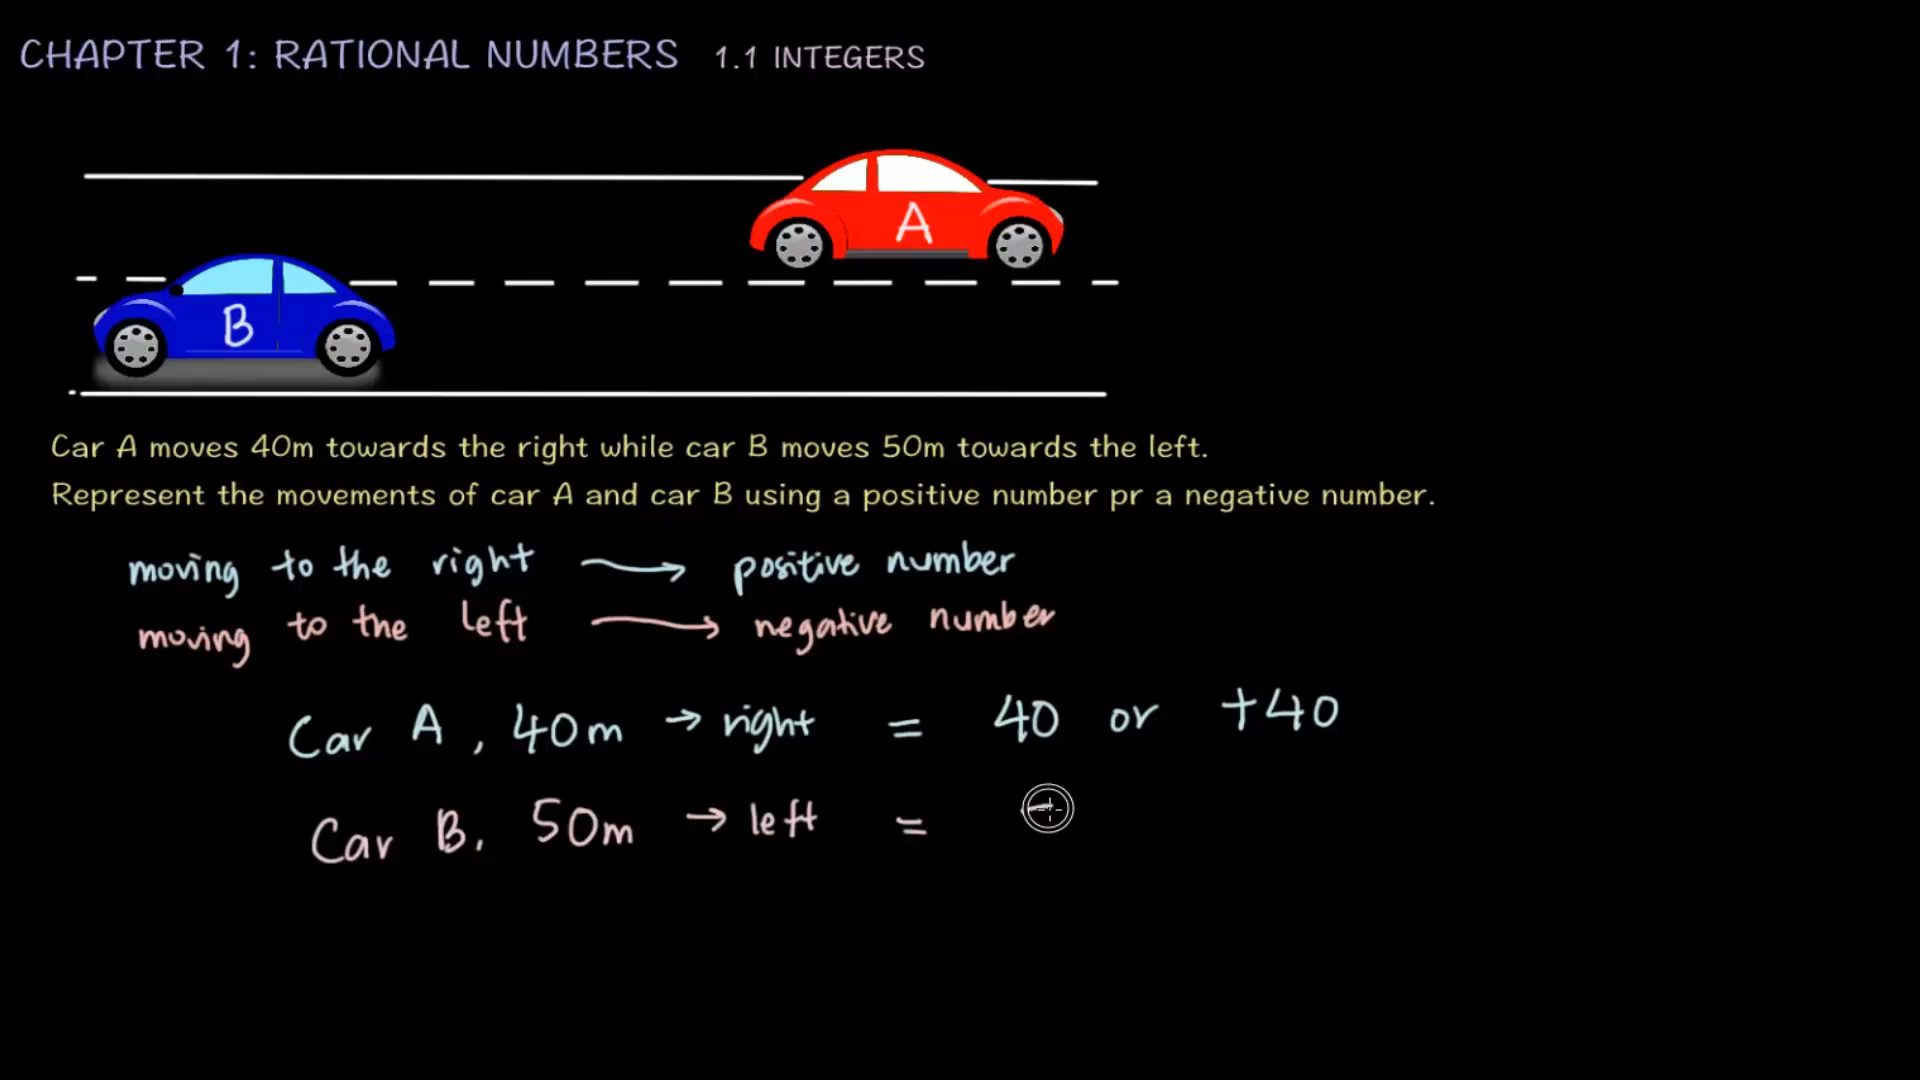 CHAPTER 1: RATIONAL NUMBERS 1.1 INTEGERS
A
B
Car A moves 40m towards the right while car B moves 50m towards the left.
Represent the movements of car A and car B using a positive number pr a negative number.
moving to the right → positive number
moving to the left → negative number
Car A, 40m → right = 40 or +40
Car B, 50m → left = -